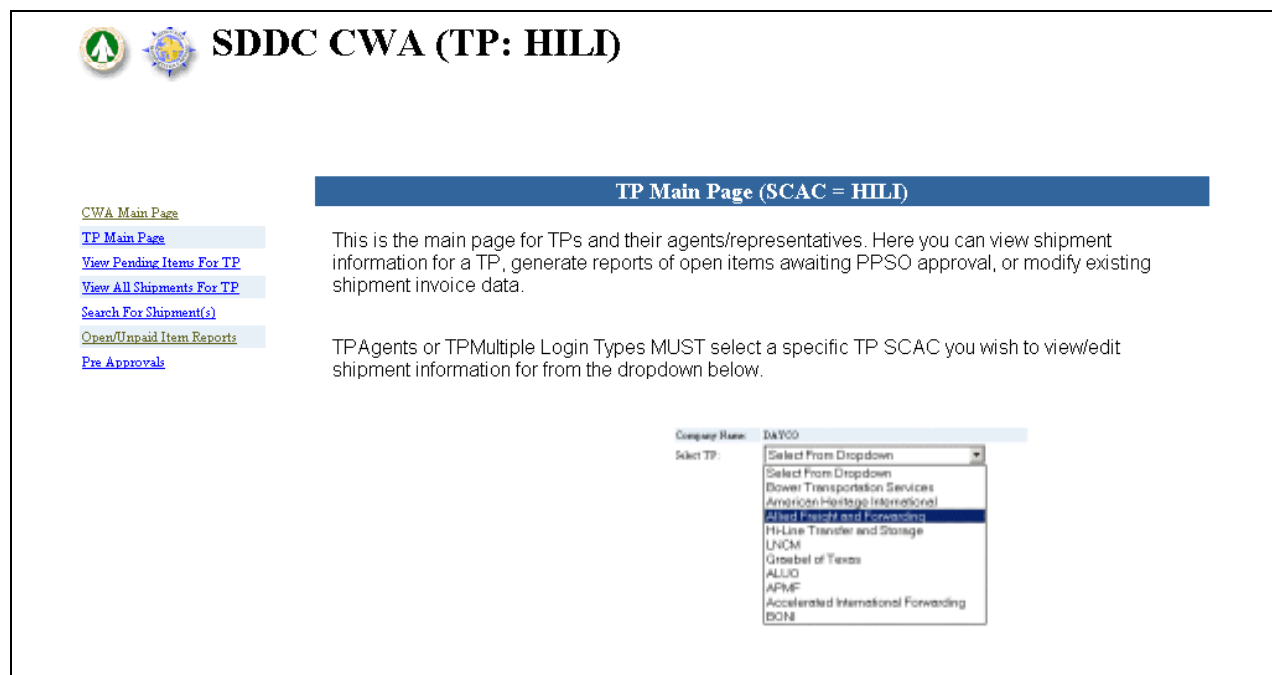 SDDC CWA (TP: HILI)
TP Main Page (SCAC = HILI)
CWA Main Page
TP Main Page
View Pending Items For TP
View All Shipments For TP
Search For Shipment(s)
Open/Unpaid Item Reports
Pre Approvals
This is the main page for TPs and their agents/representatives. Here you can view shipment
information for a TP, generate reports of open items awaiting PPSO approval, or modify existing
shipment invoice data.
TPAgents or TPMultiple Login Types MUST select a specific TP SCAC you wish to view/edit
shipment information for from the dropdown below.
Company Name: DAYCO
Select TP: Select From Dropdown
Select From Dropdown
Bower Transportation Services
American Heritage International
Allied Freight and Forwarding
Hi-Line Transfer and Storage
LNCM
Graebel of Texas
ALUO
APMF
Accelerated International Forwarding
BONI